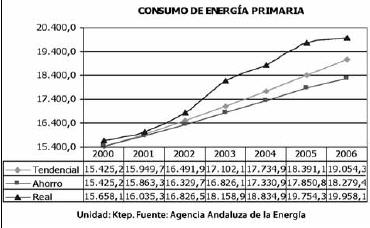 CONSUMO DE ENERGÍA PRIMARIA
20.400,0
19.400,0
18.400,0
17.400,0
16.400,0
15.400,0
2000 2001 2002 2003 2004 2005 2006
Tendencial 15.425,2 15.949,7 16.491,9 17.102,1 17.734,9 18.391,1 19.054,3
Ahorro 15.425,2 15.863,3 16.329,7 16.826,1 17.330,9 17.850,8 18.279,4
Real 15.658,1 16.035,3 16.826,5 18.158,9 18.834,9 19.754,3 19.958,1
Unidad: Ktep. Fuente: Agencia Andaluza de la Energía